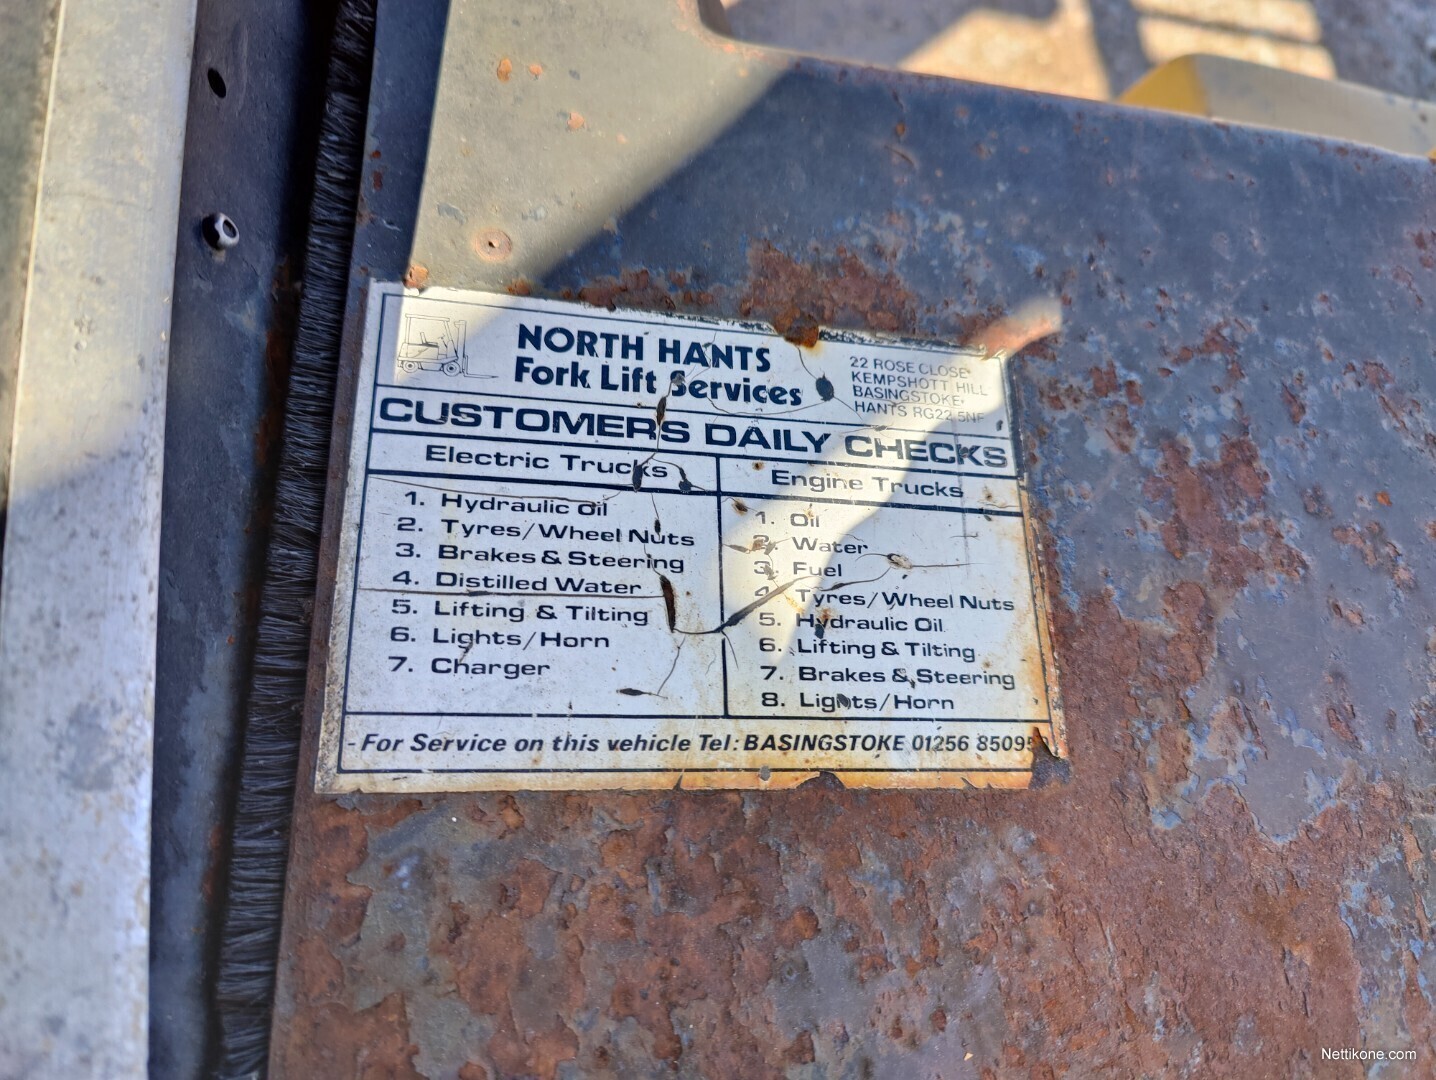 NORTH HANTS
Fork Lift Services
22 ROSE CLOSE
KEMPSHOTT HILL
BASINGSTOKE
HANTS RG22 5NF
CUSTOMERS DAILY CHECKS
Electric Trucks
1. Hydraulic Oil
2. Tyres/Wheel Nuts
3. Brakes & Steering
4. Distilled Water
5. Lifting & Tilting
6. Lights/Horn
7. Charger
Engine Trucks
1. Oil
2. Water
3. Fuel
4. Tyres/Wheel Nuts
5. Hydraulic Oil
6. Lifting & Tilting
7. Brakes & Steering
8. Lights/Horn
- For Service on this vehicle Tel: BASINGSTOKE 01256 85095
Nettikone.com